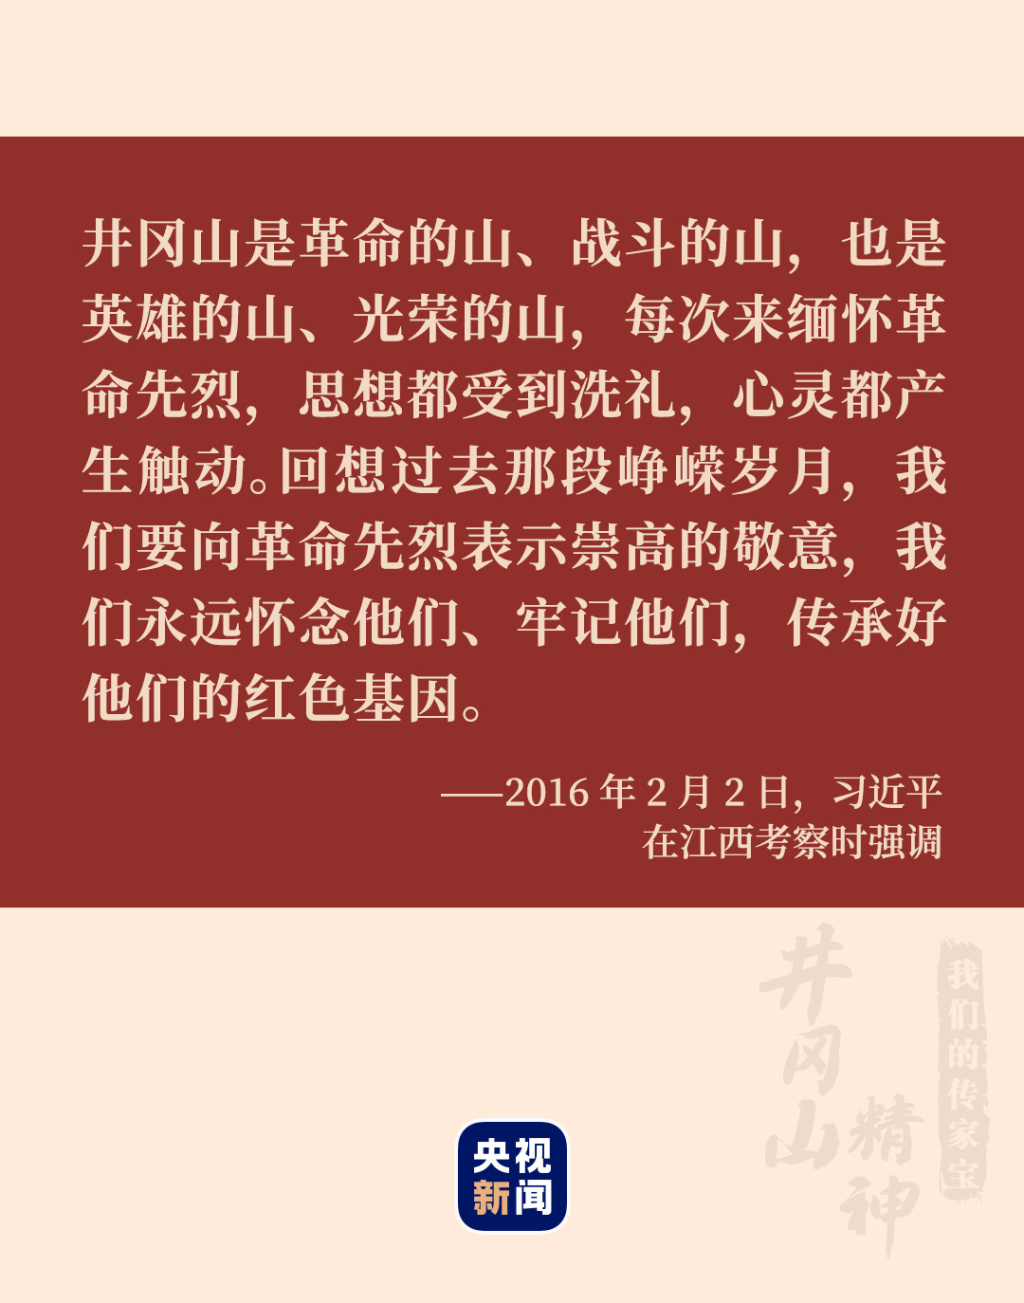 井冈山是革命的山、战斗的山，也是
英雄的山、光荣的山，每次来缅怀革
命先烈，思想都受到洗礼，心灵都产
生触动。回想过去那段峥嵘岁月，我
们要向革命先烈表示崇高的敬意，我
们永远怀念他们、牢记他们，传承好
他们的红色基因。
——2016 年 2 月 2 日，习近平
在江西考察时强调
我们的传家宝
井冈山
精神
央视
新闻